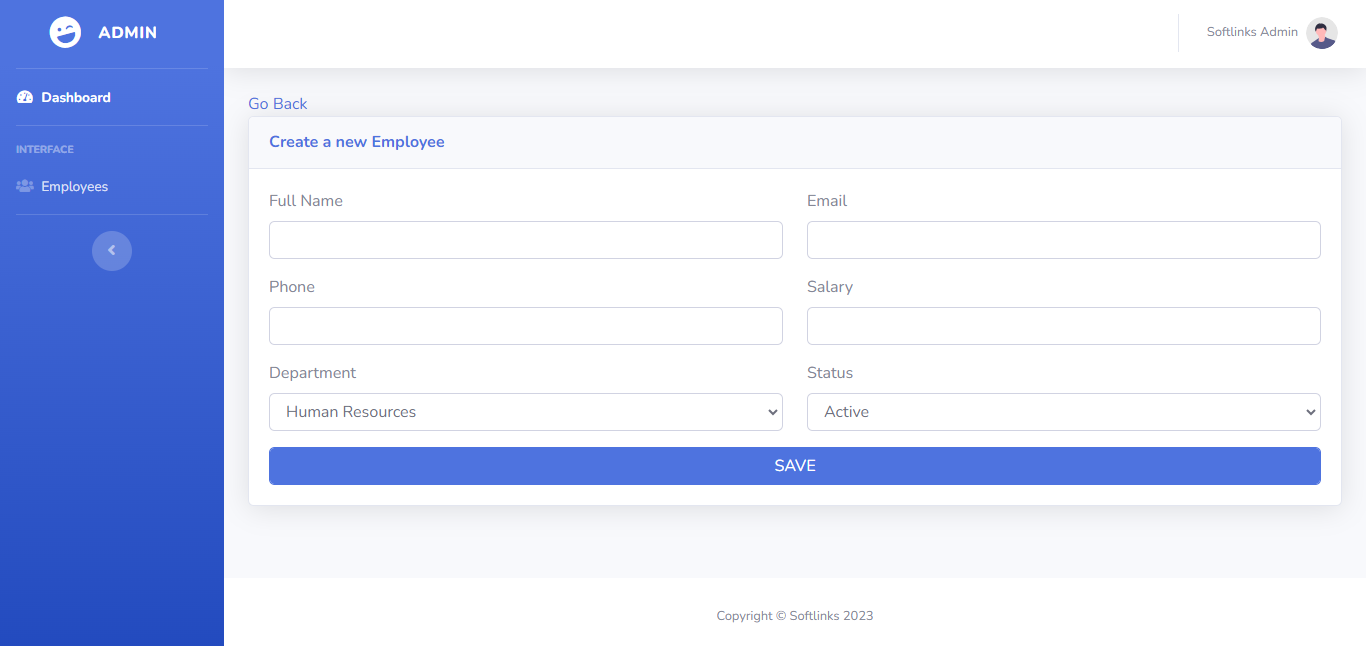 ADMIN
Softlinks Admin
Dashboard
INTERFACE
Employees
Go Back
Create a new Employee
Full Name
Email
Phone
Salary
Department
Status
Human Resources
Active
SAVE
Copyright © Softlinks 2023